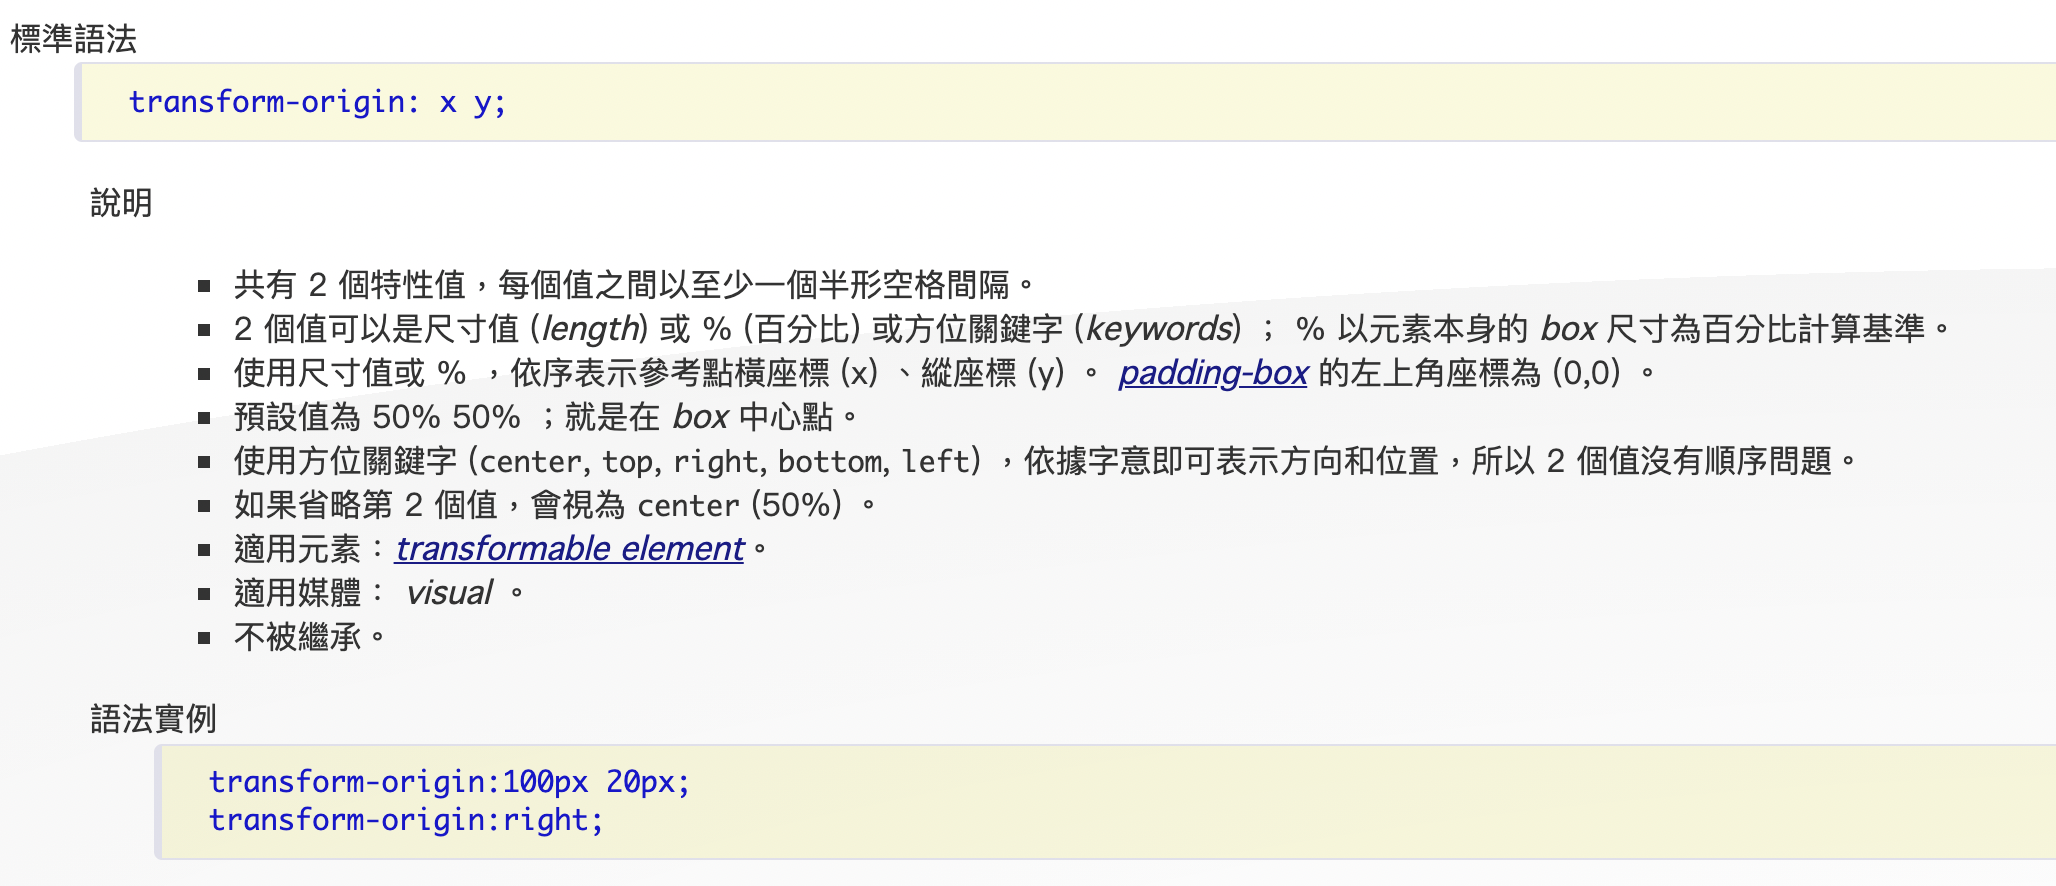 標準語法
transform-origin: x y;
說明
共有 2 個特性值，每個值之間以至少一個半形空格間隔。
2 個值可以是尺寸值 (length) 或 % (百分比) 或方位關鍵字 (keywords) ； % 以元素本身的 box 尺寸為百分比計算基準。
使用尺寸值或 % ，依序表示參考點橫座標 (x) 、縱座標 (y) 。 padding-box 的左上角座標為 (0,0) 。
預設值為 50% 50% ；就是在 box 中心點。
使用方位關鍵字 (center, top, right, bottom, left) ，依據字意即可表示方向和位置，所以 2 個值沒有順序問題。
如果省略第 2 個值，會視為 center (50%) 。
適用元素：transformable element。
適用媒體： visual 。
不被繼承。
語法實例
transform-origin:100px 20px;
transform-origin:right;